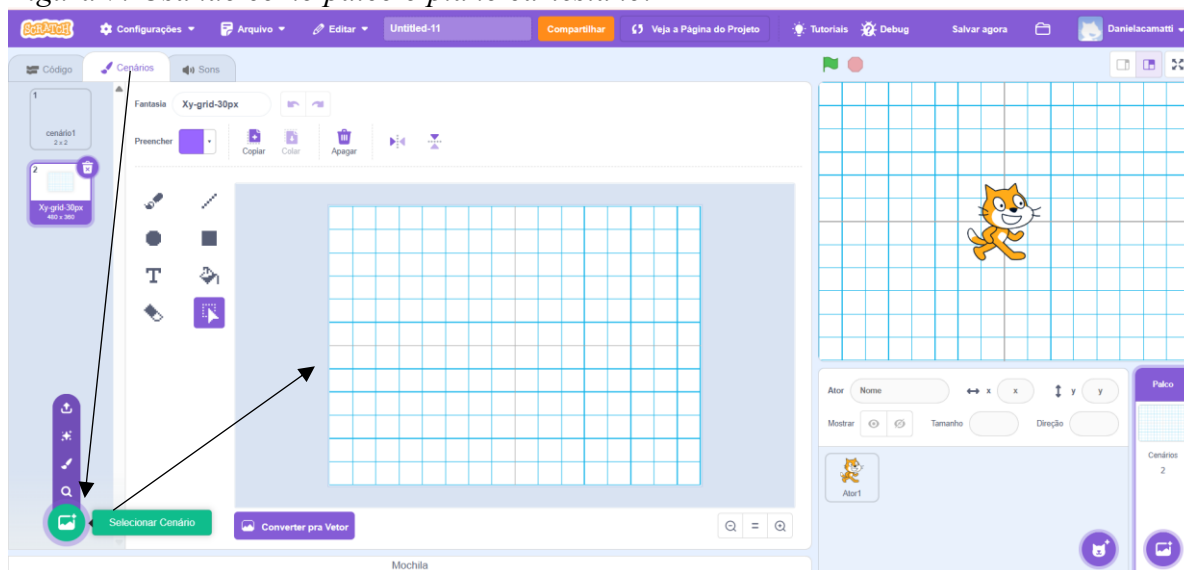 SCRATCH Configurações Arquivo Editar Untitled-11 Compartilhar Veja a Página do Projeto Tutoriais Debug Salvar agora Danielacamatti
Código Cenários Sons
1
cenário1
2 x 2
2
Xy-grid-30px
480 x 360
Fantasia Xy-grid-30px
Preencher Copiar Colar Apagar
T
Selecionar Cenário
Converter pra Vetor
Mochila
Ator Nome x x y y
Mostrar Tamanho Direção
Ator1
Palco
Cenários
2